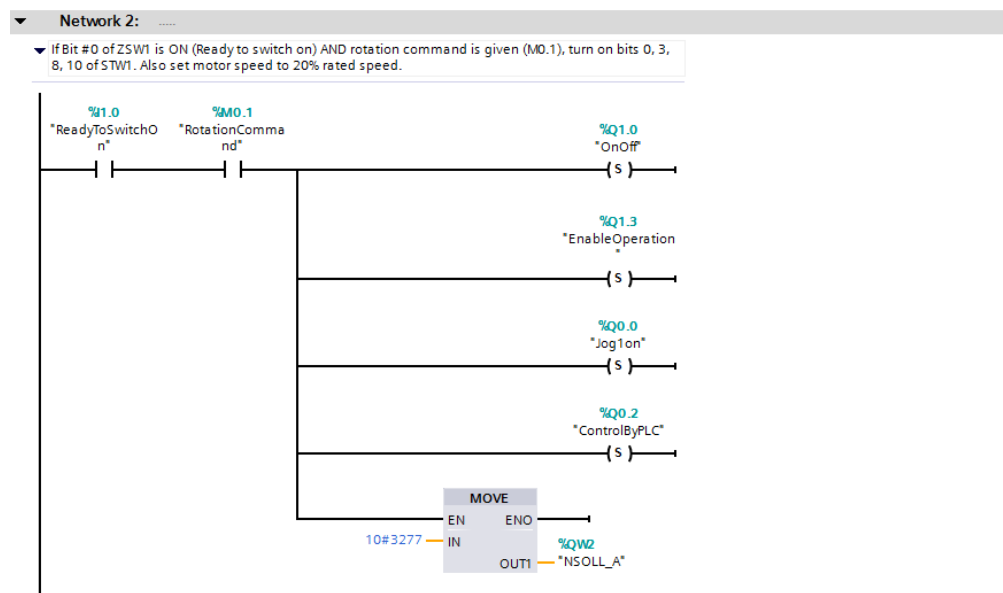 Network 2: .....
If Bit #0 of ZSW1 is ON (Ready to switch on) AND rotation command is given (M0.1), turn on bits 0, 3,
8, 10 of STW1. Also set motor speed to 20% rated speed.
%I1.0
"ReadyToSwitchO
n"
%M0.1
"RotationComma
nd"
%Q1.0
"OnOff"
S
%Q1.3
"EnableOperation
"
S
%Q0.0
"Jog1on"
S
%Q0.2
"ControlByPLC"
S
MOVE
EN ENO
10#3277 IN
%QW2
OUT1 "NSOLL_A"